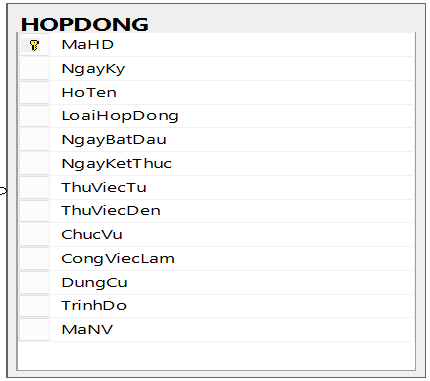 HOPDONG
MaHD
NgayKy
HoTen
LoaiHopDong
NgayBatDau
NgayKetThuc
ThuViecTu
ThuViecDen
ChucVu
CongViecLam
DungCu
TrinhDo
MaNV